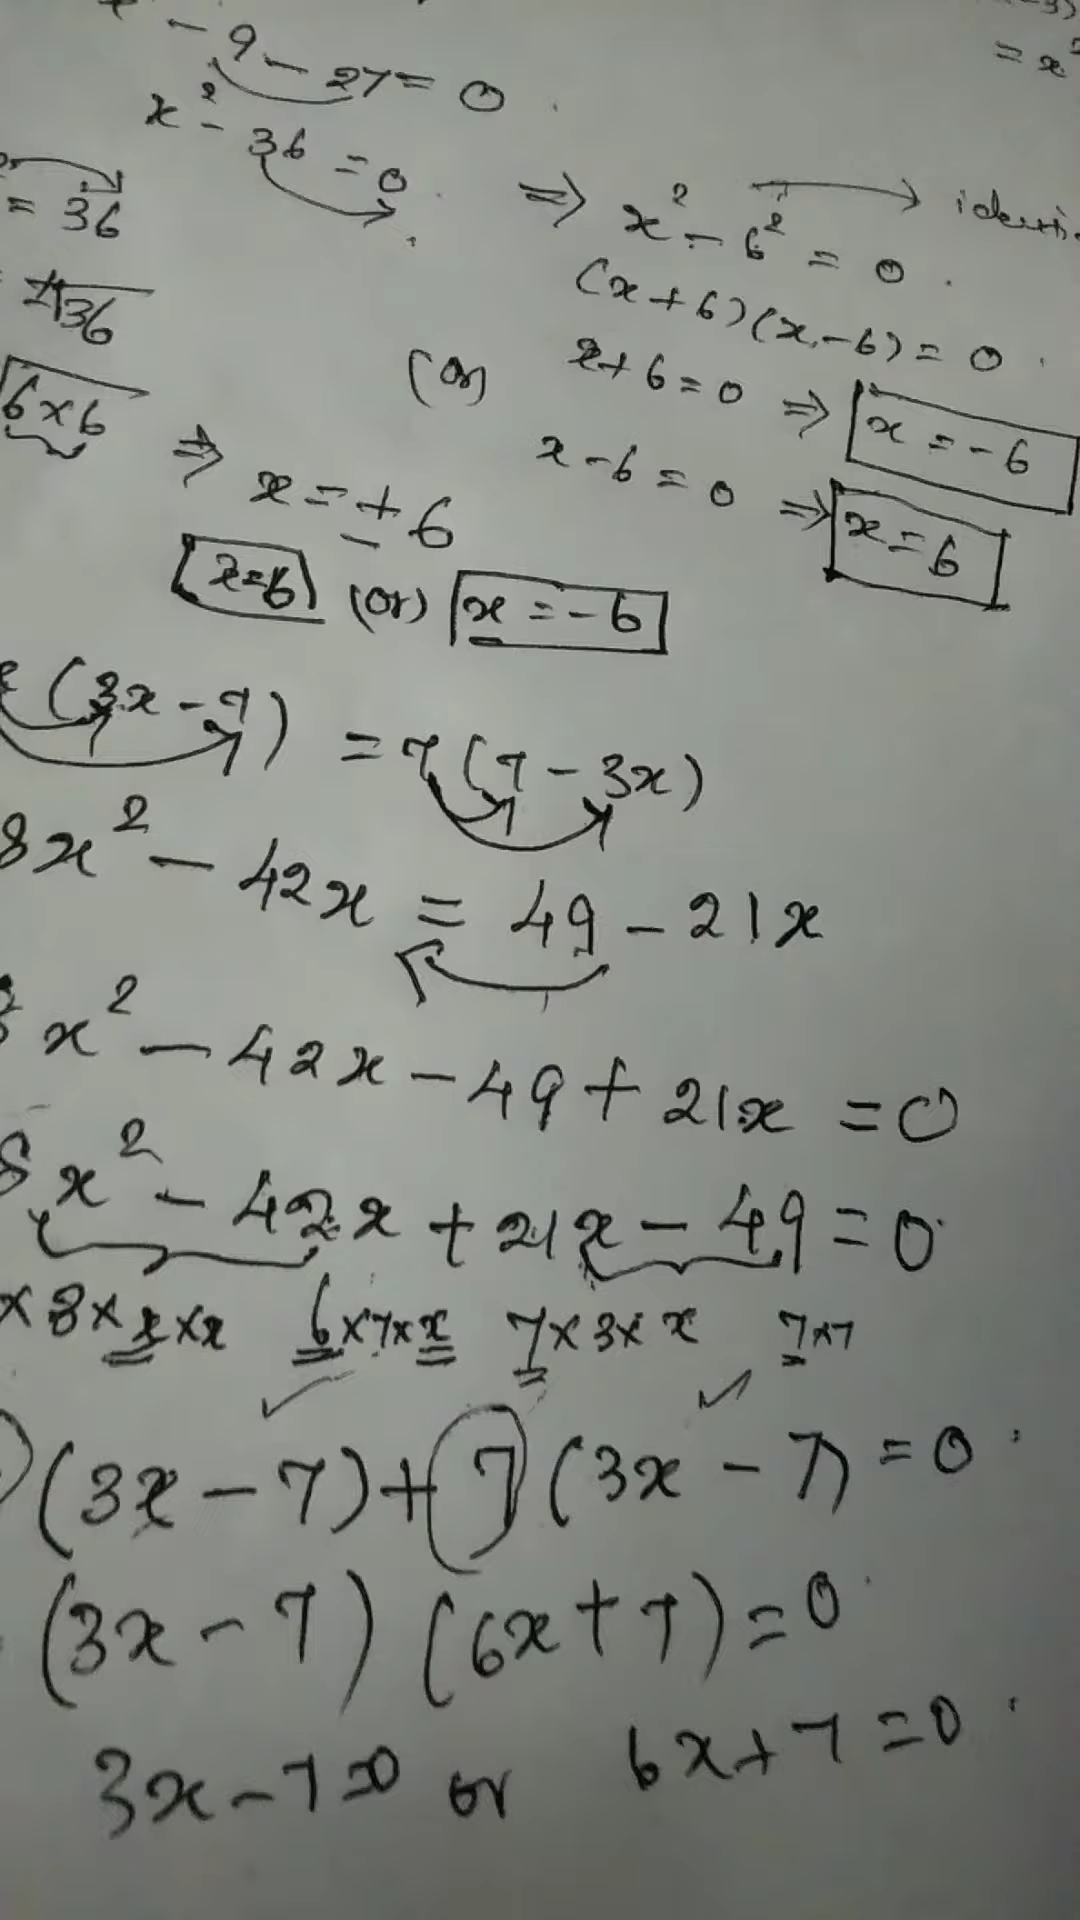 - 9 - 27 = 0
= x²
x² - 36 = 0
= 36
⇒ x² - 6² = 0 →
√36
(x + 6)(x - 6) = 0
6×6
(or) x + 6 = 0 ⇒ x = -6
⇒ x = ± 6
x - 6 = 0 ⇒ x = 6
x=6 (or) x = -6
(3x - 7) = 7(7 - 3x)
8x² - 42x = 49 - 21x
x² - 42x - 49 + 21x = 0
x² - 42x + 21x - 49 = 0
×3××x 6×7×x 7×3×x 7×7
(3x - 7) + 7(3x - 7) = 0
(3x - 7) (6x + 7) = 0
3x - 7 = 0 or 6x + 7 = 0